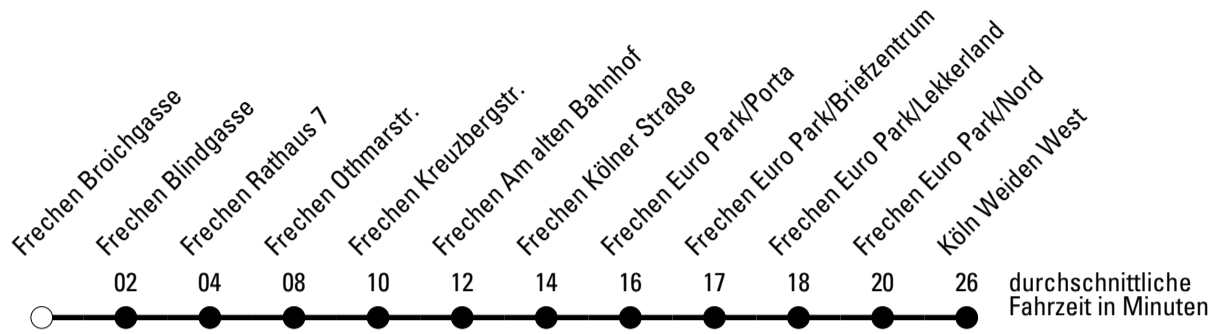 Frechen Broichgasse
Frechen Blindgasse
Frechen Rathaus 7
Frechen Othmarstr.
Frechen Kreuzbergstr.
Frechen Am alten Bahnhof
Frechen Kölner Straße
Frechen Euro Park/Porta
Frechen Euro Park/Briefzentrum
Frechen Euro Park/Lekkerland
Frechen Euro Park/Nord
Köln Weiden West
02 04 08 10 12 14 16 17 18 20 26
durchschnittliche
Fahrzeit in Minuten